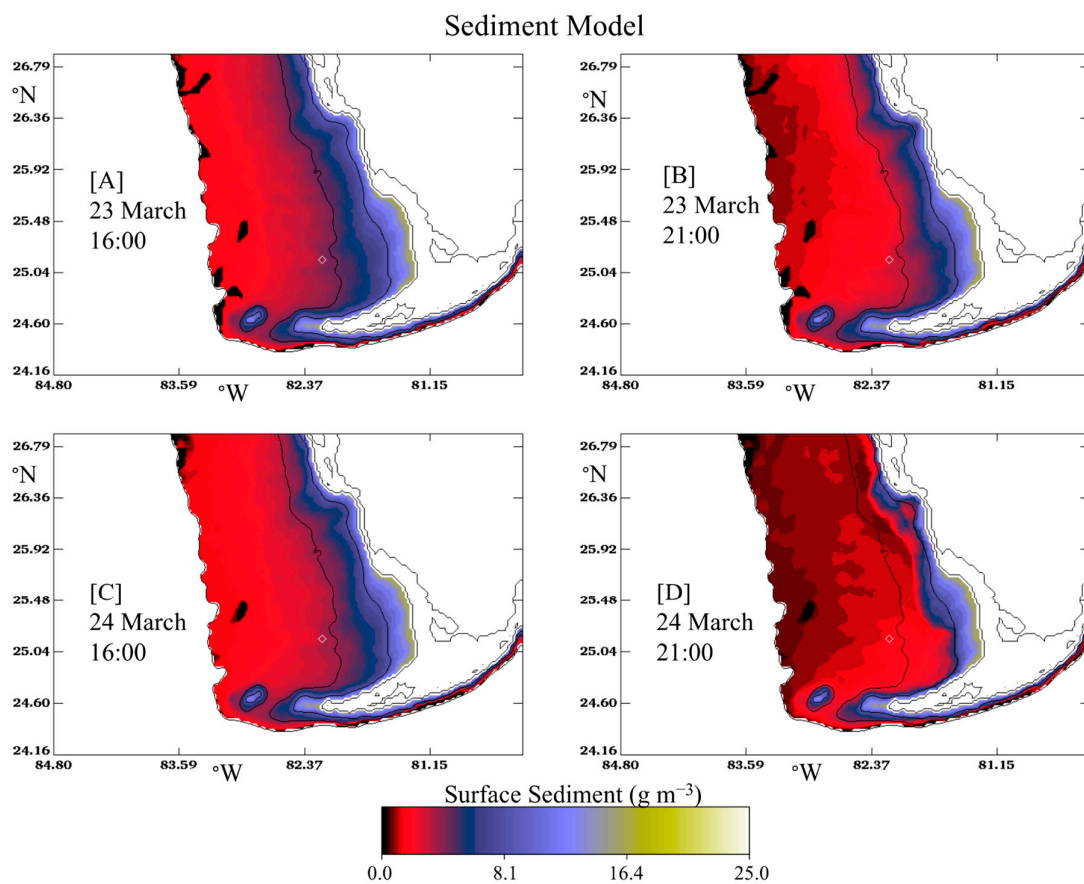 Sediment Model
26.79
°N
26.36
25.92
25.48
25.04
24.60
24.16
84.80
83.59
82.37
81.15
°W
[A]
23 March
16:00
26.79
°N
26.36
25.92
25.48
25.04
24.60
24.16
84.80
83.59
82.37
81.15
°W
[B]
23 March
21:00
26.79
°N
26.36
25.92
25.48
25.04
24.60
24.16
84.80
83.59
82.37
81.15
°W
[C]
24 March
16:00
26.79
°N
26.36
25.92
25.48
25.04
24.60
24.16
84.80
83.59
82.37
81.15
°W
[D]
24 March
21:00
Surface Sediment (g m⁻³)
0.0 8.1 16.4 25.0